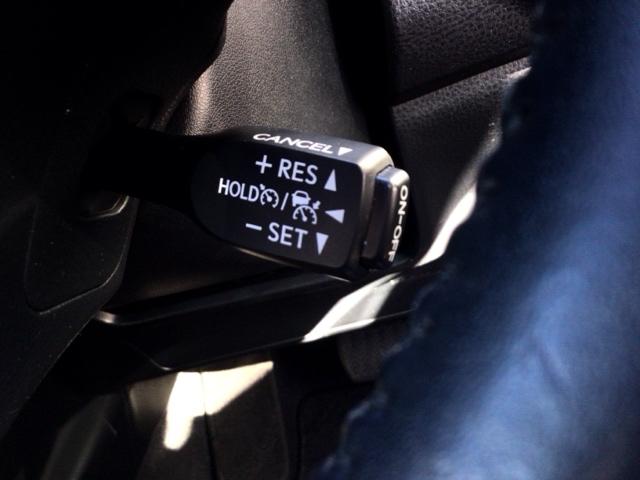 CANCEL▼
+ RES ▲
HOLD / ◀
− SET ▼
ON-OFF